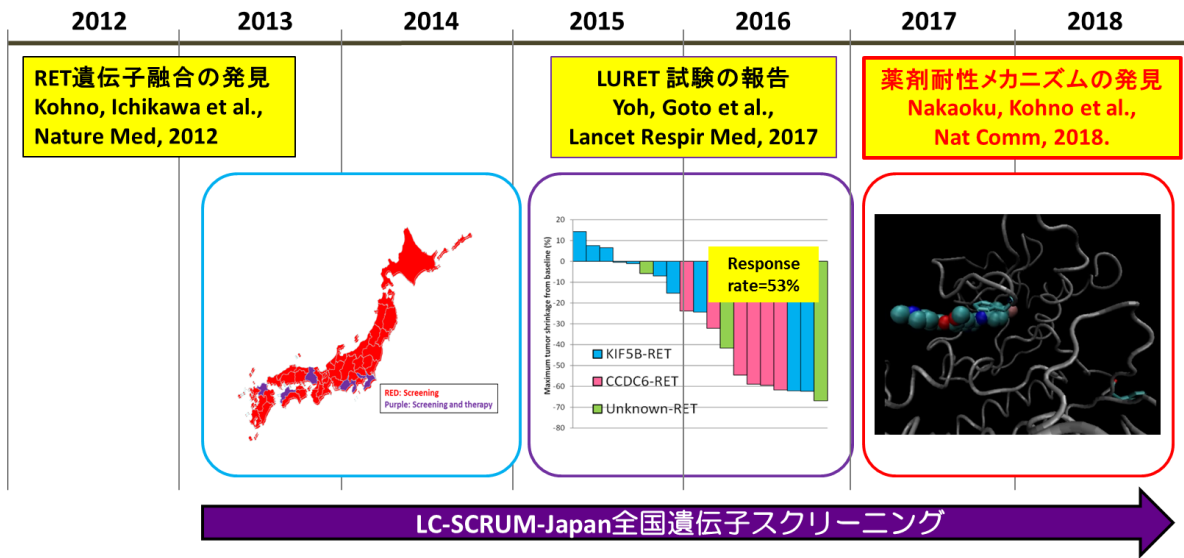 2012 2013 2014 2015 2016 2017 2018
RET遺伝子融合の発見
Kohno, Ichikawa et al.,
Nature Med, 2012
LURET 試験の報告
Yoh, Goto et al.,
Lancet Respir Med, 2017
薬剤耐性メカニズムの発見
Nakaoku, Kohno et al.,
Nat Comm, 2018.
RED: Screening
Purple: Screening and therapy
Maximum tumor shrinkage from baseline (%)
20
10
0
-10
-20
-30
-40
-50
-60
-70
-80
Response
rate=53%
KIF5B-RET
CCDC6-RET
Unknown-RET
LC-SCRUM-Japan全国遺伝子スクリーニング